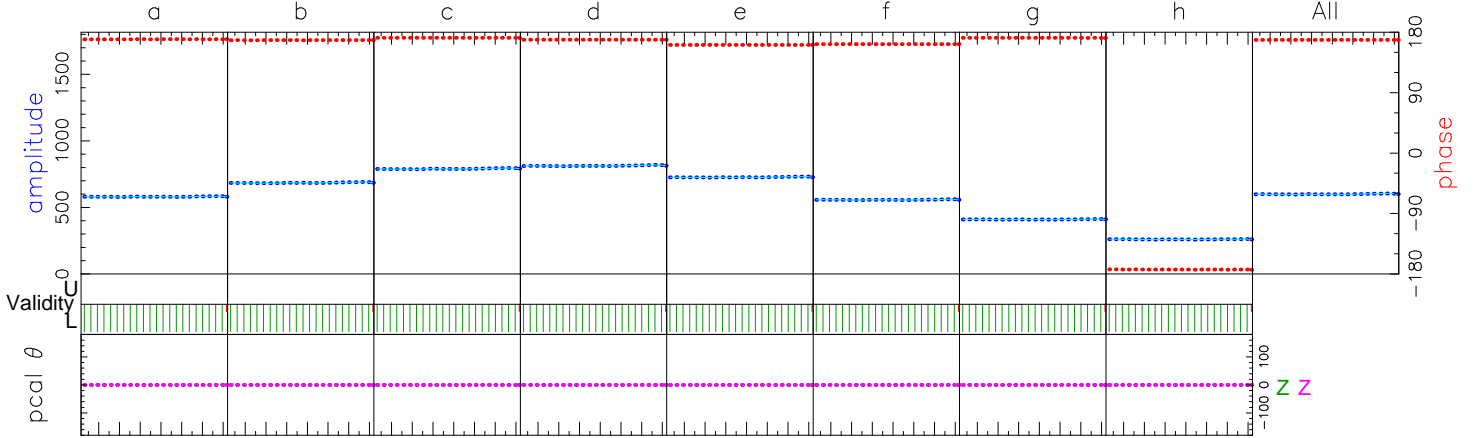 a b c d e f g h All
amplitude
0 500 1000 1500
180 90 0 −90 −180
phase
U
Validity
L
pcal θ
100 0 −100
Z Z